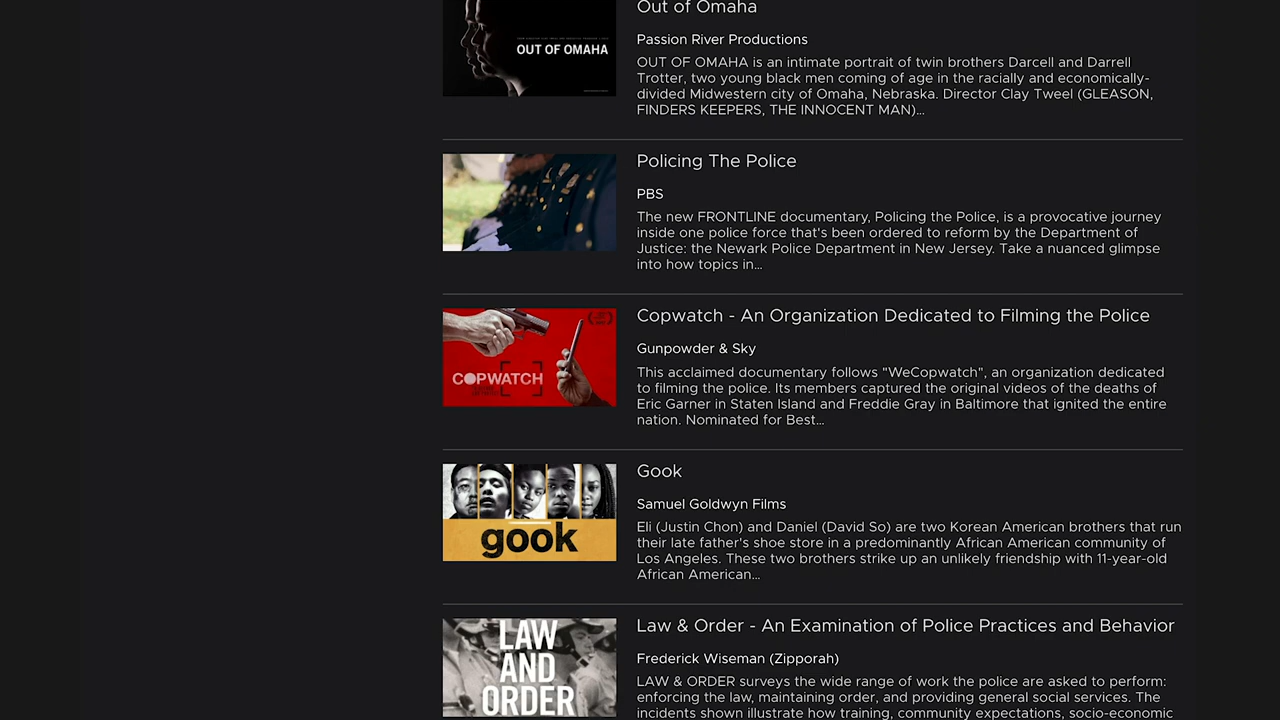 Out of Omaha
OUT OF OMAHA
Passion River Productions
OUT OF OMAHA is an intimate portrait of twin brothers Darcell and Darrell
Trotter, two young black men coming of age in the racially and economically-
divided Midwestern city of Omaha, Nebraska. Director Clay Tweel (GLEASON,
FINDERS KEEPERS, THE INNOCENT MAN)...
Policing The Police
PBS
The new FRONTLINE documentary, Policing the Police, is a provocative journey
inside one police force that's been ordered to reform by the Department of
Justice: the Newark Police Department in New Jersey. Take a nuanced glimpse
into how topics in...
COPWATCH
Copwatch - An Organization Dedicated to Filming the Police
Gunpowder & Sky
This acclaimed documentary follows "WeCopwatch", an organization dedicated
to filming the police. Its members captured the original videos of the deaths of
Eric Garner in Staten Island and Freddie Gray in Baltimore that ignited the entire
nation. Nominated for Best...
gook
Gook
Samuel Goldwyn Films
Eli (Justin Chon) and Daniel (David So) are two Korean American brothers that run
their late father's shoe store in a predominantly African American community of
Los Angeles. These two brothers strike up an unlikely friendship with 11-year-old
African American...
LAW
AND
ORDER
Law & Order - An Examination of Police Practices and Behavior
Frederick Wiseman (Zipporah)
LAW & ORDER surveys the wide range of work the police are asked to perform:
enforcing the law, maintaining order, and providing general social services. The
incidents shown illustrate how training, community expectations, socio-economic